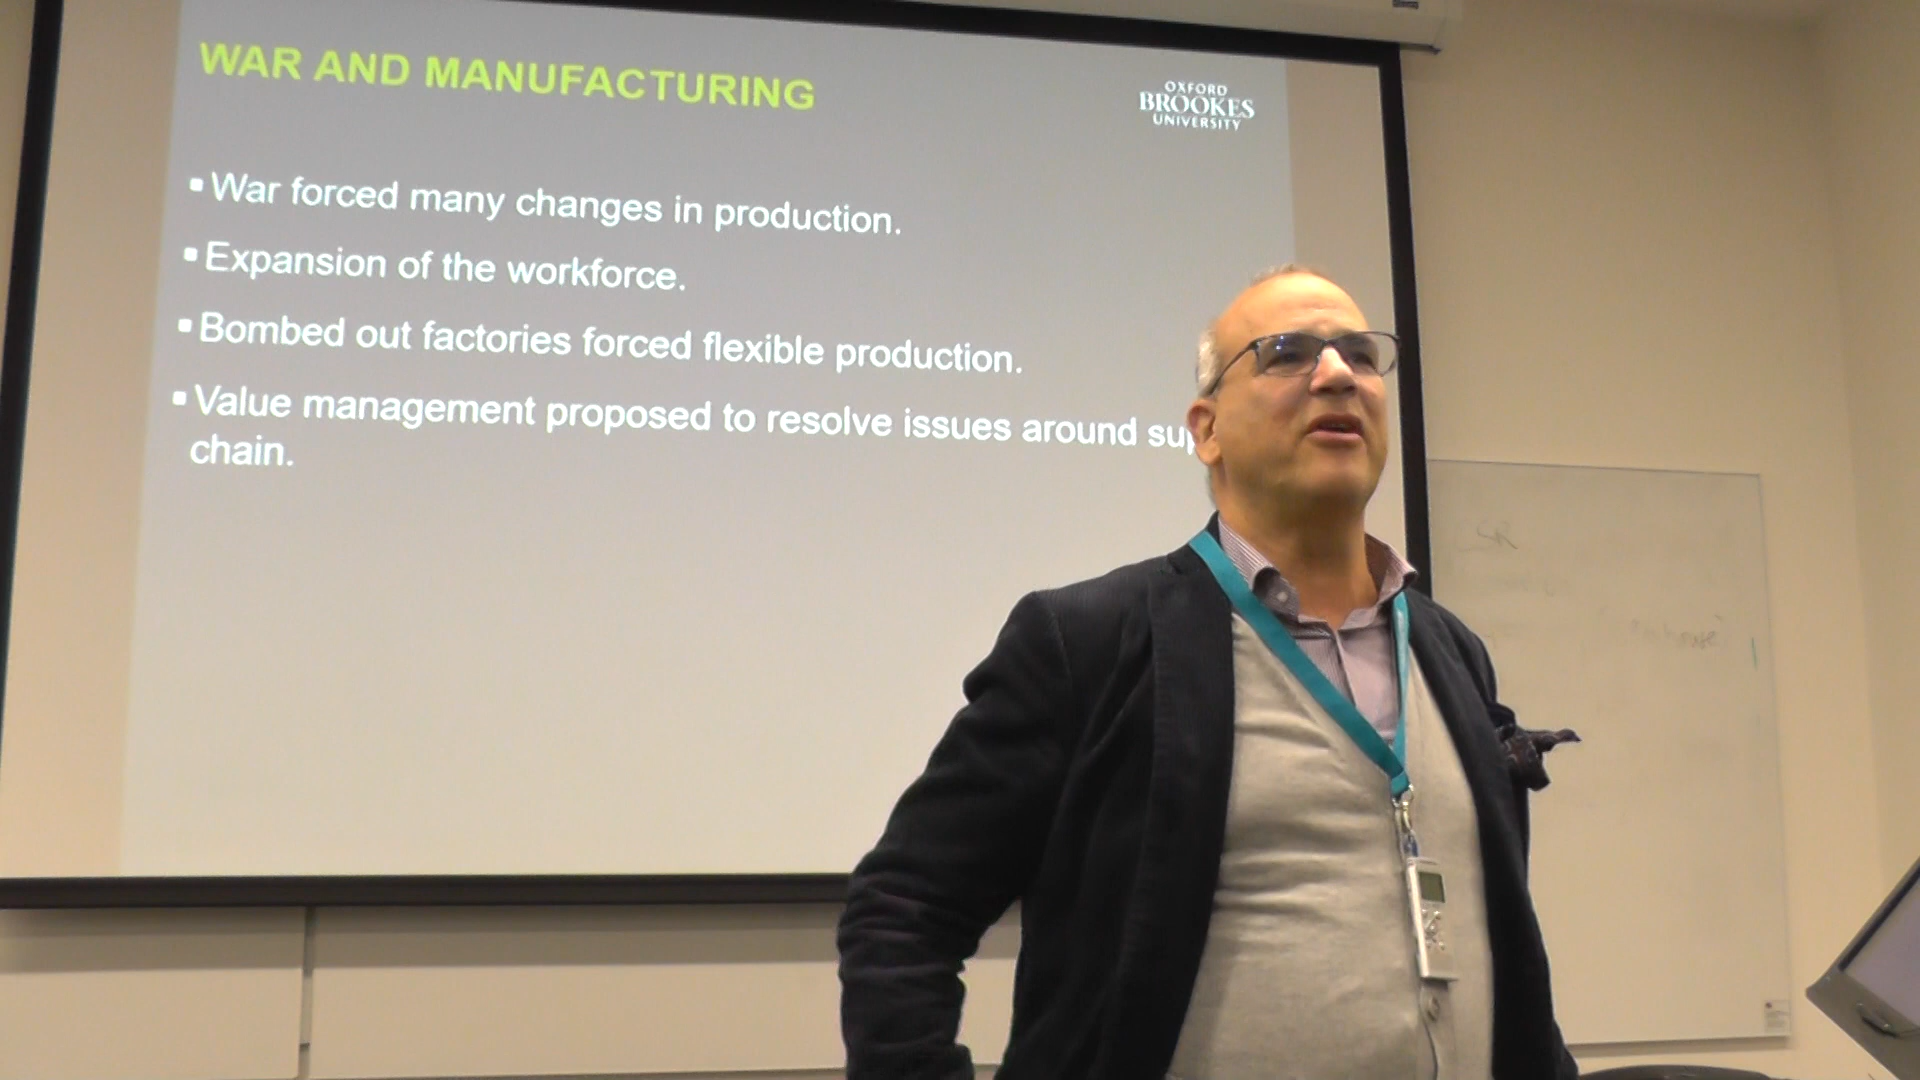 WAR AND MANUFACTURING
OXFORD
BROOKES
UNIVERSITY
▪ War forced many changes in production.
▪ Expansion of the workforce.
▪ Bombed out factories forced flexible production.
▪ Value management proposed to resolve issues around
chain.